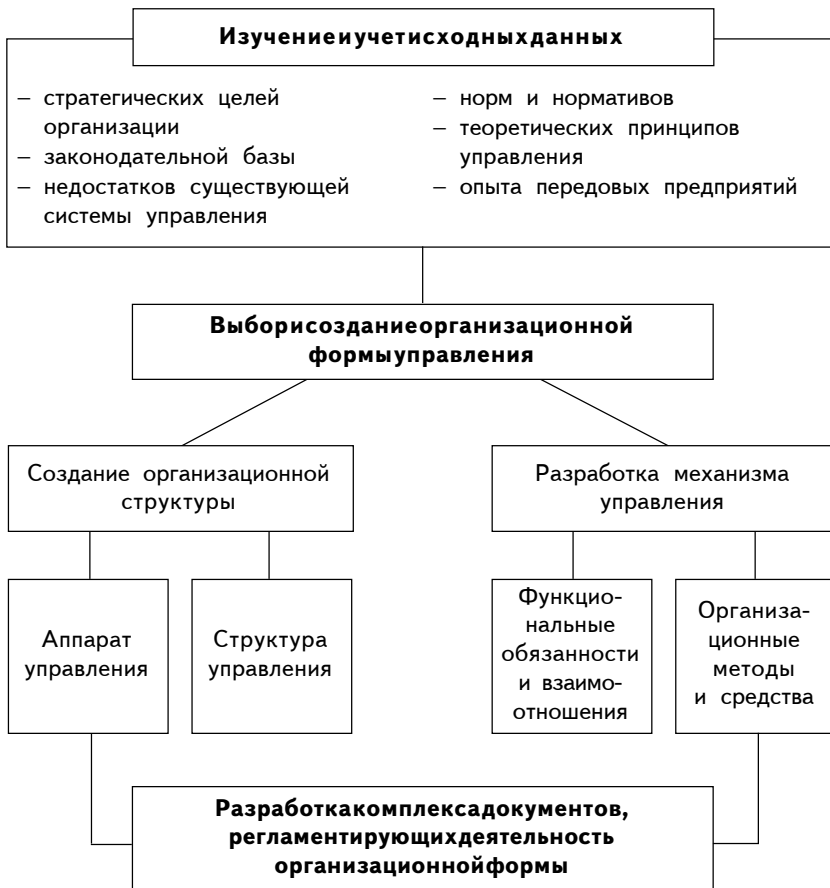 Изучениеиучетисходныхданных
– стратегических целей
организации
– законодательной базы
– недостатков существующей
системы управления
– норм и нормативов
– теоретических принципов
управления
– опыта передовых предприятий
Выборисозданиеорганизационной
формыуправления
Создание организационной
структуры
Разработка механизма
управления
Аппарат
управления
Структура
управления
Функцио-
нальные
обязанности
и взаимо-
отношения
Организа-
ционные
методы
и средства
Разработкакомплексадокументов,
регламентирующихдеятельность
организационнойформы